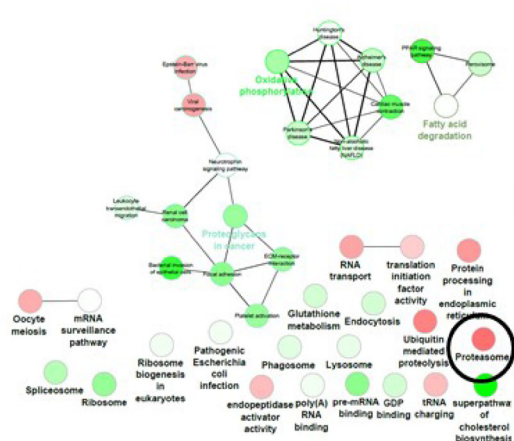 Huntington's
disease
Alzheimer's
disease
PPAR signaling
pathway
Peroxisome
Epstein-Barr virus
infection
Oxidative
phosphorylation
Cardiac muscle
contraction
Viral
carcinogenesis
Fatty acid
degradation
Parkinson's
disease
Non-alcoholic
fatty liver disease
(NAFLD)
Neurotrophin
signaling pathway
Leukocyte
transendothelial
migration
Renal cell
carcinoma
Proteoglycans
in cancer
Bacterial invasion
of epithelial cells
Focal adhesion
ECM-receptor
interaction
Platelet activation
RNA
transport
translation
initiation
factor
activity
Protein
processing
in
endoplasmic
reticulum
Oocyte
meiosis
mRNA
surveillance
pathway
Glutathione
metabolism
Endocytosis
Ubiquitin
mediated
proteolysis
Proteasome
Ribosome
biogenesis in
eukaryotes
Pathogenic
Escherichia
coli
infection
Phagosome
Lysosome
Spliceosome
Ribosome
endopeptidase
activator
activity
poly(A)
RNA
binding
pre-mRNA
binding
GDP
binding
tRNA
charging
superpathway
of
cholesterol
biosynthesis